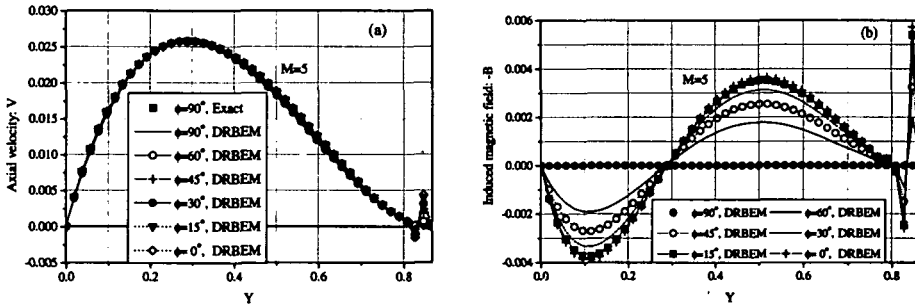 (a)
Axial velocity: V
0.030
0.025
0.020
0.015
0.010
0.005
0.000
-0.005
M=5
ϕ=90°, Exact
ϕ=90°, DRBEM
ϕ=60°, DRBEM
ϕ=45°, DRBEM
ϕ=30°, DRBEM
ϕ=15°, DRBEM
ϕ=0°, DRBEM
0.0 0.2 0.4 0.6 0.8
Y
(b)
Induced magnetic field: -B
0.006
0.004
0.002
0.000
-0.002
-0.004
M=5
ϕ=90°, DRBEM ϕ=60°, DRBEM
ϕ=45°, DRBEM ϕ=30°, DRBEM
ϕ=15°, DRBEM ϕ=0°, DRBEM
0.0 0.2 0.4 0.6 0.8
Y